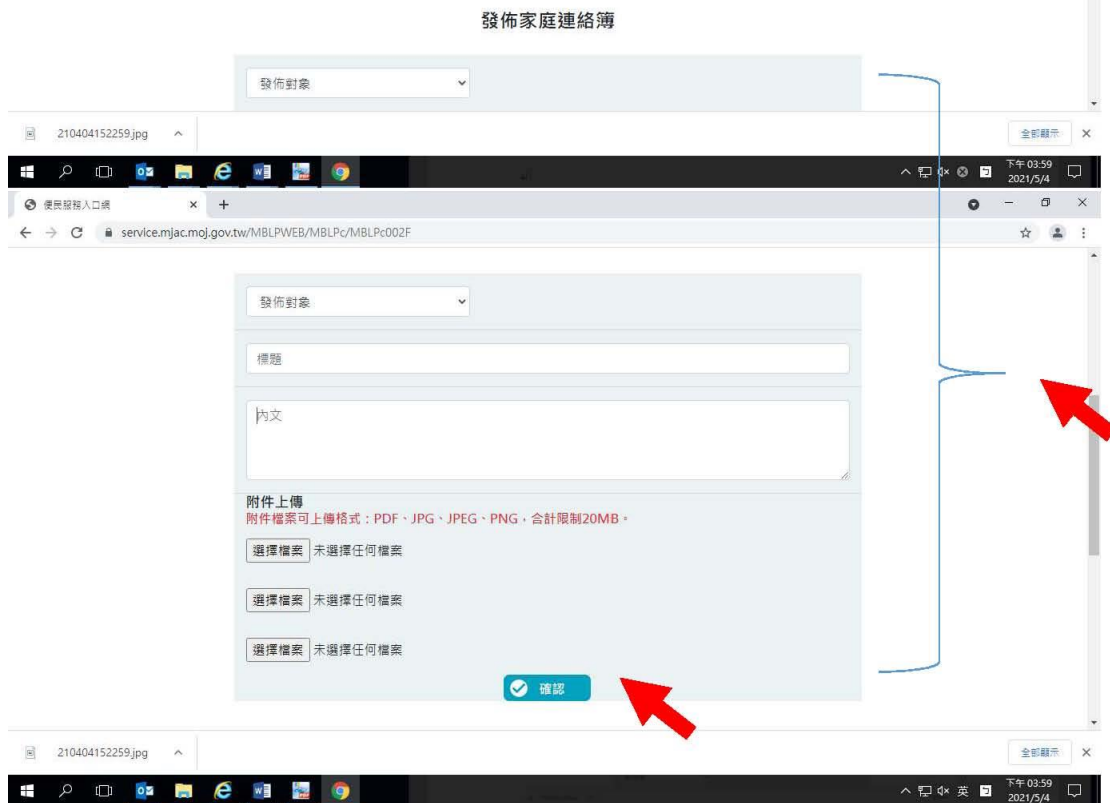 發佈家庭連絡簿
發佈對象
210404152259.jpg
全部顯示
下午 03:59
2021/5/4
便民服務入口網
service.mjac.moj.gov.tw/MBLPWEB/MBLPc/MBLPc002F
發佈對象
標題
內文
附件上傳
附件檔案可上傳格式：PDF、JPG、JPEG、PNG，合計限制20MB。
選擇檔案 未選擇任何檔案
選擇檔案 未選擇任何檔案
選擇檔案 未選擇任何檔案
確認
210404152259.jpg
全部顯示
英
下午 03:59
2021/5/4